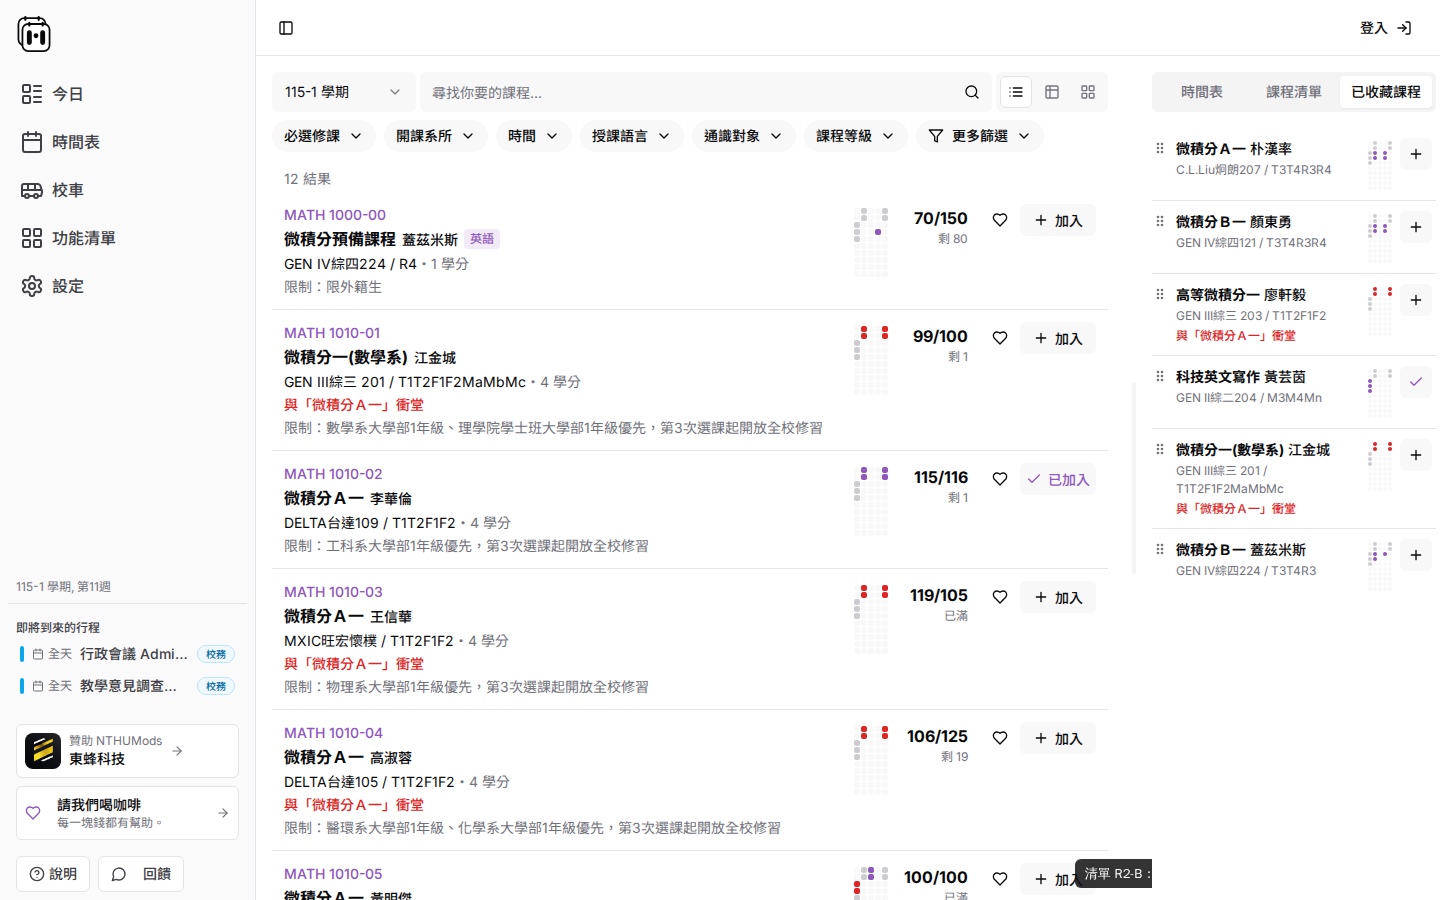 今日
時間表
校車
功能清單
設定
115-1 學期, 第11週
即將到來的行程
全天 行政會議 Admi... 校務
全天 教學意見調查... 校務
贊助 NTHUMods
東蜂科技
請我們喝咖啡
每一塊錢都有幫助。
說明
回饋
登入
115-1 學期
尋找你要的課程...
必選修課
開課系所
時間
授課語言
通識對象
課程等級
更多篩選
12 結果
MATH 1000-00
微積分預備課程 蓋茲米斯 英語
GEN IV綜四224 / R4 • 1 學分
限制：限外籍生
70/150
剩 80
加入
MATH 1010-01
微積分一(數學系) 江金城
GEN III綜三 201 / T1T2F1F2MaMbMc • 4 學分
與「微積分Ａ一」衝堂
限制：數學系大學部1年級、理學院學士班大學部1年級優先，第3次選課起開放全校修習
99/100
剩 1
加入
MATH 1010-02
微積分Ａ一 李華倫
DELTA台達109 / T1T2F1F2 • 4 學分
限制：工科系大學部1年級優先，第3次選課起開放全校修習
115/116
剩 1
已加入
MATH 1010-03
微積分Ａ一 王信華
MXIC旺宏懷樸 / T1T2F1F2 • 4 學分
與「微積分Ａ一」衝堂
限制：物理系大學部1年級優先，第3次選課起開放全校修習
119/105
已滿
加入
MATH 1010-04
微積分Ａ一 高淑蓉
DELTA台達105 / T1T2F1F2 • 4 學分
與「微積分Ａ一」衝堂
限制：醫環系大學部1年級、化學系大學部1年級優先，第3次選課起開放全校修習
106/125
剩 19
加入
MATH 1010-05
微積分Ａ一 黃明傑
100/100
已滿
加入
清單 R2-B：
時間表
課程清單
已收藏課程
微積分Ａ一 朴漢率
C.L.Liu炯朗207 / T3T4R3R4
微積分Ｂ一 顏東勇
GEN IV綜四121 / T3T4R3R4
高等微積分一 廖軒毅
GEN III綜三 203 / T1T2F1F2
與「微積分Ａ一」衝堂
科技英文寫作 黃芸茵
GEN II綜二204 / M3M4Mn
微積分一(數學系) 江金城
GEN III綜三 201 /
T1T2F1F2MaMbMc
與「微積分Ａ一」衝堂
微積分Ｂ一 蓋茲米斯
GEN IV綜四224 / T3T4R3